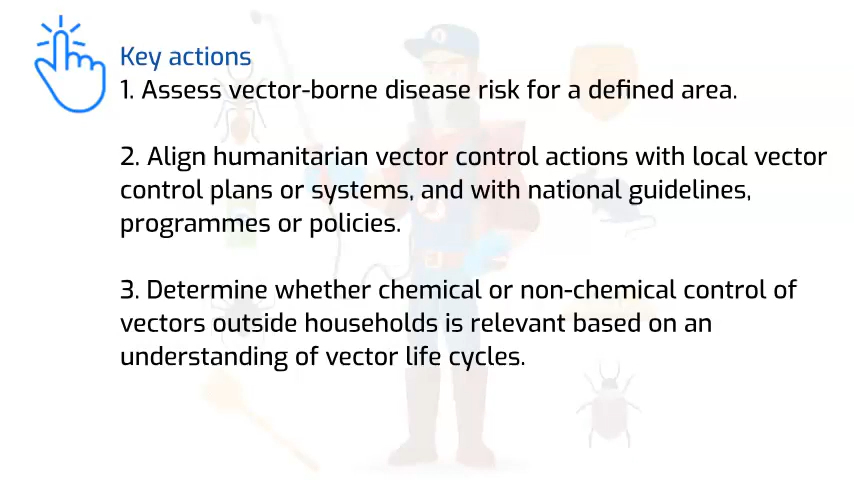 Key actions
1. Assess vector-borne disease risk for a defined area.
2. Align humanitarian vector control actions with local vector
control plans or systems, and with national guidelines,
programmes or policies.
3. Determine whether chemical or non-chemical control of
vectors outside households is relevant based on an
understanding of vector life cycles.